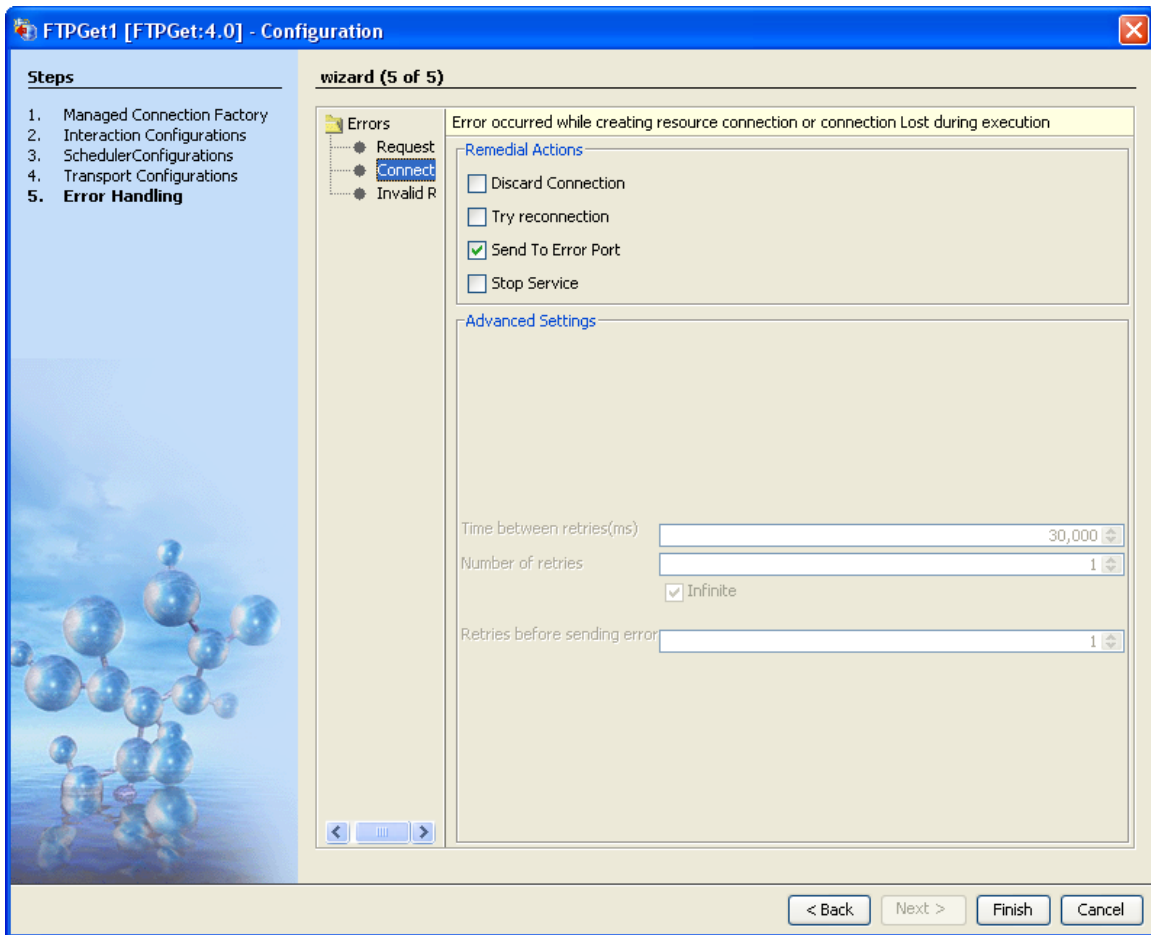 FTPGet1 [FTPGet:4.0] - Configuration
Steps
1. Managed Connection Factory
2. Interaction Configurations
3. SchedulerConfigurations
4. Transport Configurations
5. Error Handling
wizard (5 of 5)
Errors
Request
Connect
Invalid R
Error occurred while creating resource connection or connection Lost during execution
Remedial Actions
Discard Connection
Try reconnection
Send To Error Port
Stop Service
Advanced Settings
Time between retries(ms) 30,000
Number of retries 1
Infinite
Retries before sending error 1
< Back Next > Finish Cancel